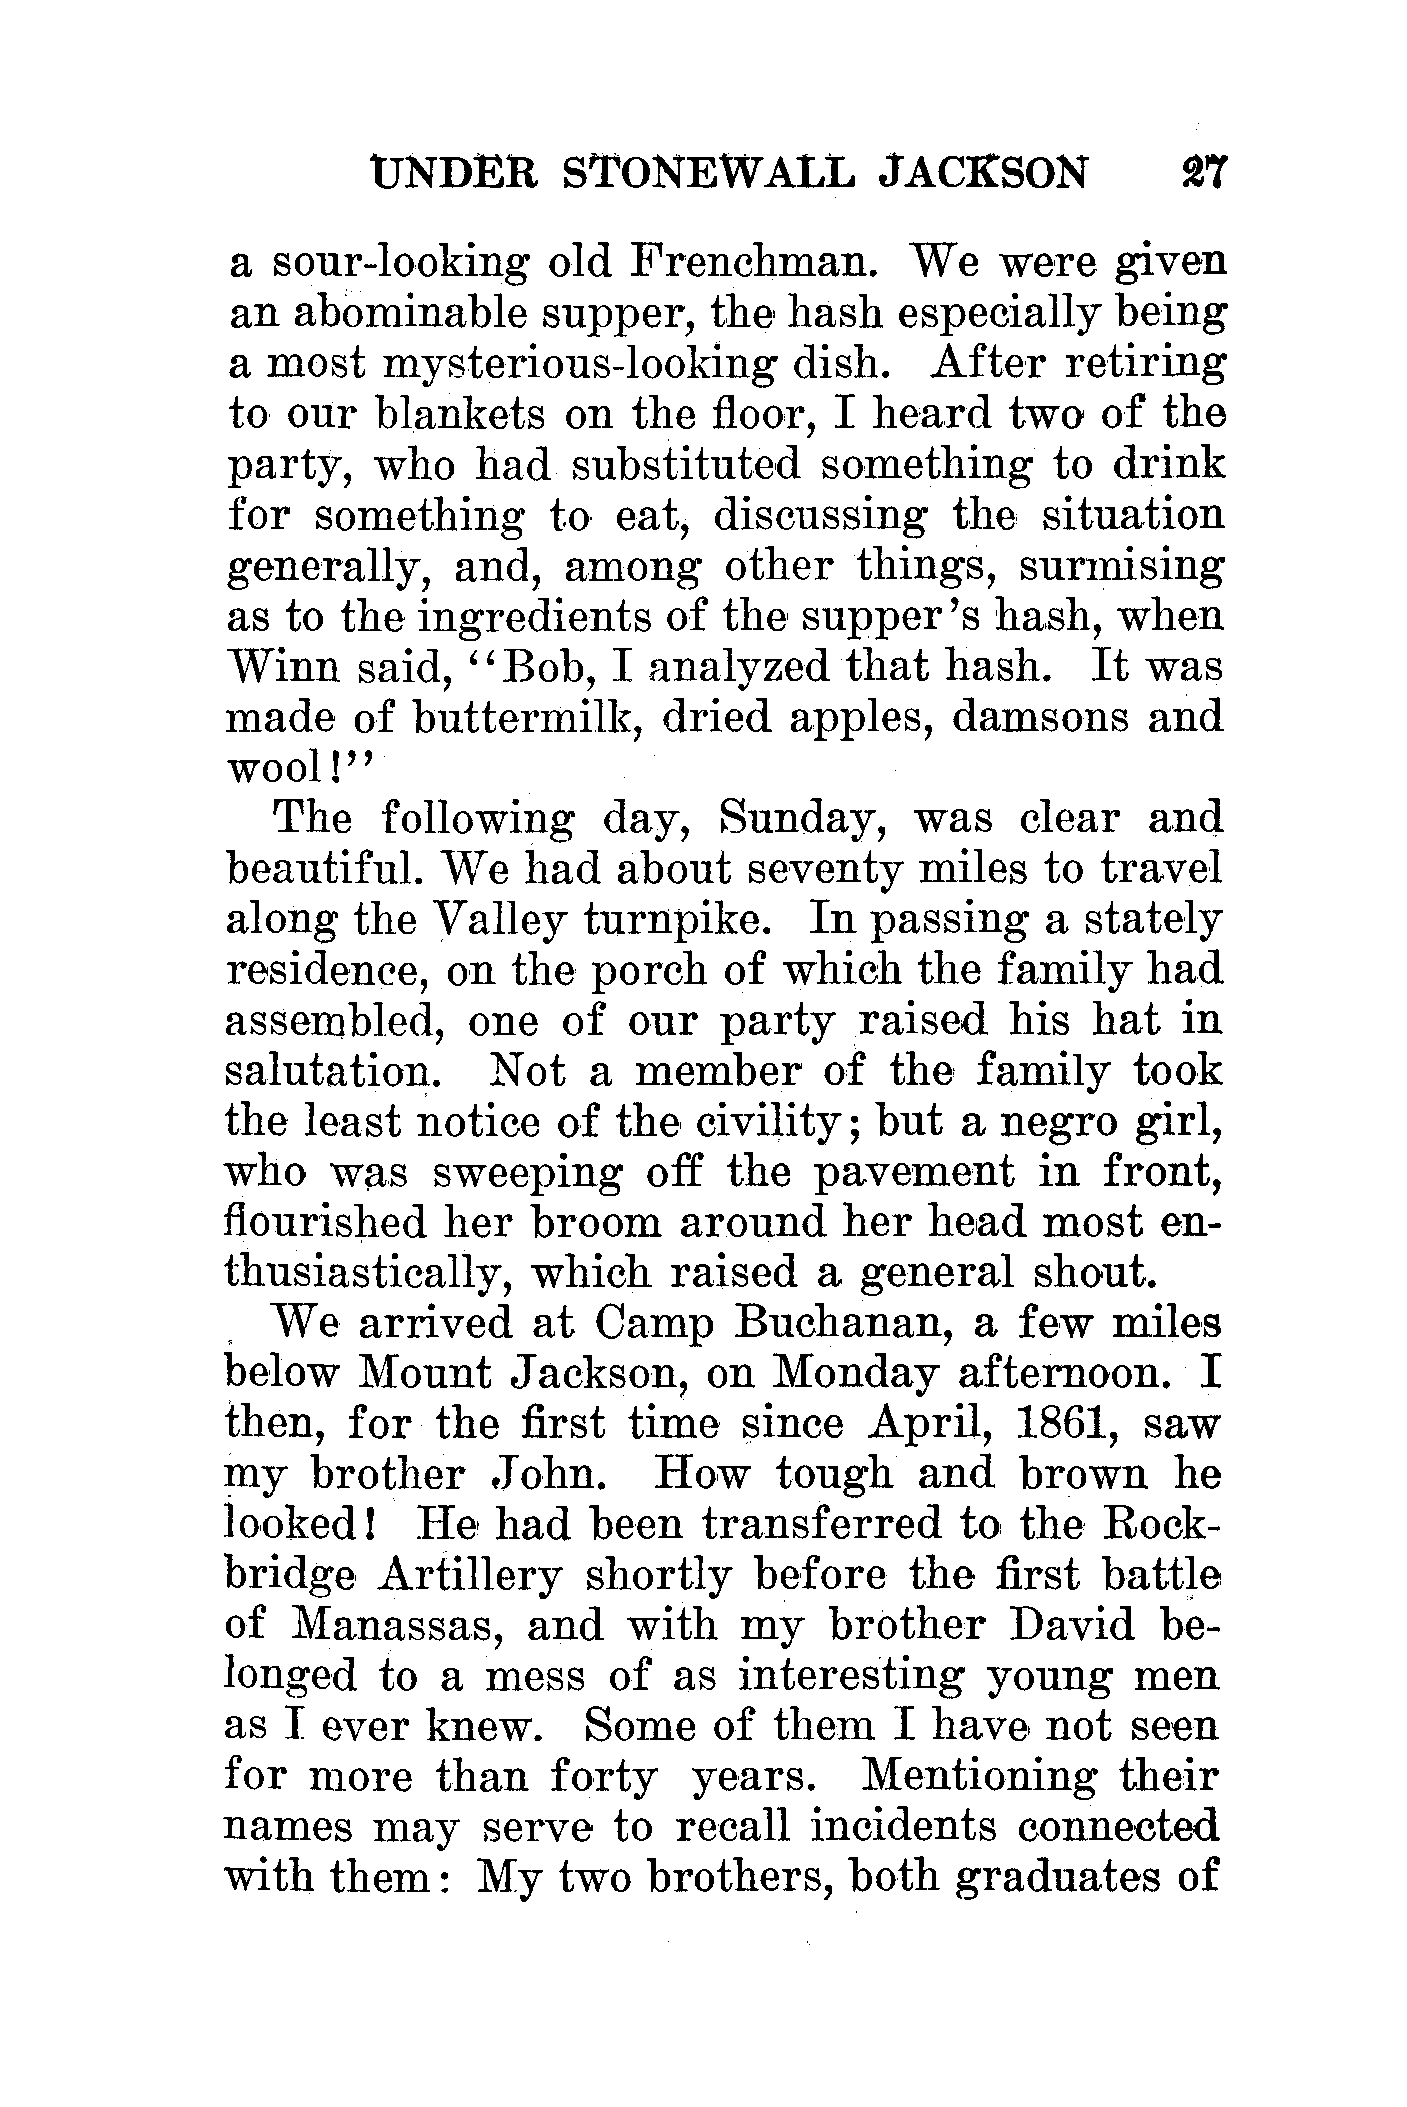 UNDER STONEWALL JACKSON 27
a sour-looking old Frenchman. We were given
an abominable supper, the hash especially being
a most mysterious-looking dish. After retiring
to our blankets on the floor, I heard two of the
party, who had substituted something to drink
for something to eat, discussing the situation
generally, and, among other things, surmising
as to the ingredients of the supper's hash, when
Winn said, "Bob, I analyzed that hash. It was
made of buttermilk, dried apples, damsons and
wool!"
The following day, Sunday, was clear and
beautiful. We had about seventy miles to travel
along the Valley turnpike. In passing a stately
residence, on the porch of which the family had
assembled, one of our party raised his hat in
salutation. Not a member of the family took
the least notice of the civility; but a negro girl,
who was sweeping off the pavement in front,
flourished her broom around her head most en-
thusiastically, which raised a general shout.
We arrived at Camp Buchanan, a few miles
below Mount Jackson, on Monday afternoon. I
then, for the first time since April, 1861, saw
my brother John. How tough and brown he
looked! He had been transferred to the Rock-
bridge Artillery shortly before the first battle
of Manassas, and with my brother David be-
longed to a mess of as interesting young men
as I ever knew. Some of them I have not seen
for more than forty years. Mentioning their
names may serve to recall incidents connected
with them: My two brothers, both graduates of